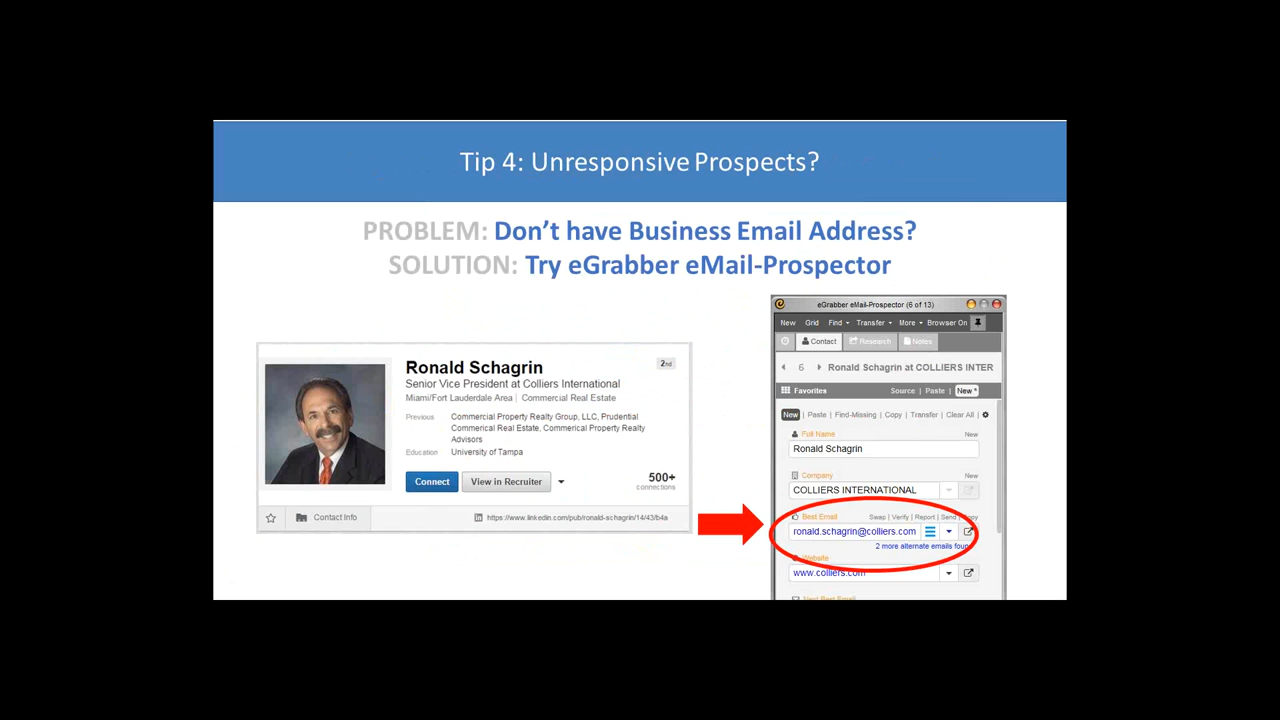 Tip 4: Unresponsive Prospects?
PROBLEM: Don't have Business Email Address?
SOLUTION: Try eGrabber eMail-Prospector
Ronald Schagrin
2nd
Senior Vice President at Colliers International
Miami/Fort Lauderdale Area | Commercial Real Estate
Previous Commercial Property Realty Group, LLC, Prudential
Commerical Real Estate, Commerical Property Realty
Advisors
Education University of Tampa
Connect View in Recruiter
500+
connections
Contact Info
https://www.linkedin.com/pub/ronald-schagrin/14/43/b4a
eGrabber eMail-Prospector (6 of 13)
New Grid Find Transfer More Browser On
Contact Research Notes
6 Ronald Schagrin at COLLIERS INTER
Favorites Source | Paste | New *
New | Paste | Find-Missing | Copy | Transfer | Clear All |
Full Name New
Ronald Schagrin
Company New
COLLIERS INTERNATIONAL
Best Email Swap | Verify | Report | Send
ronald.schagrin@colliers.com
2 more alternate emails
Website
www.colliers.com